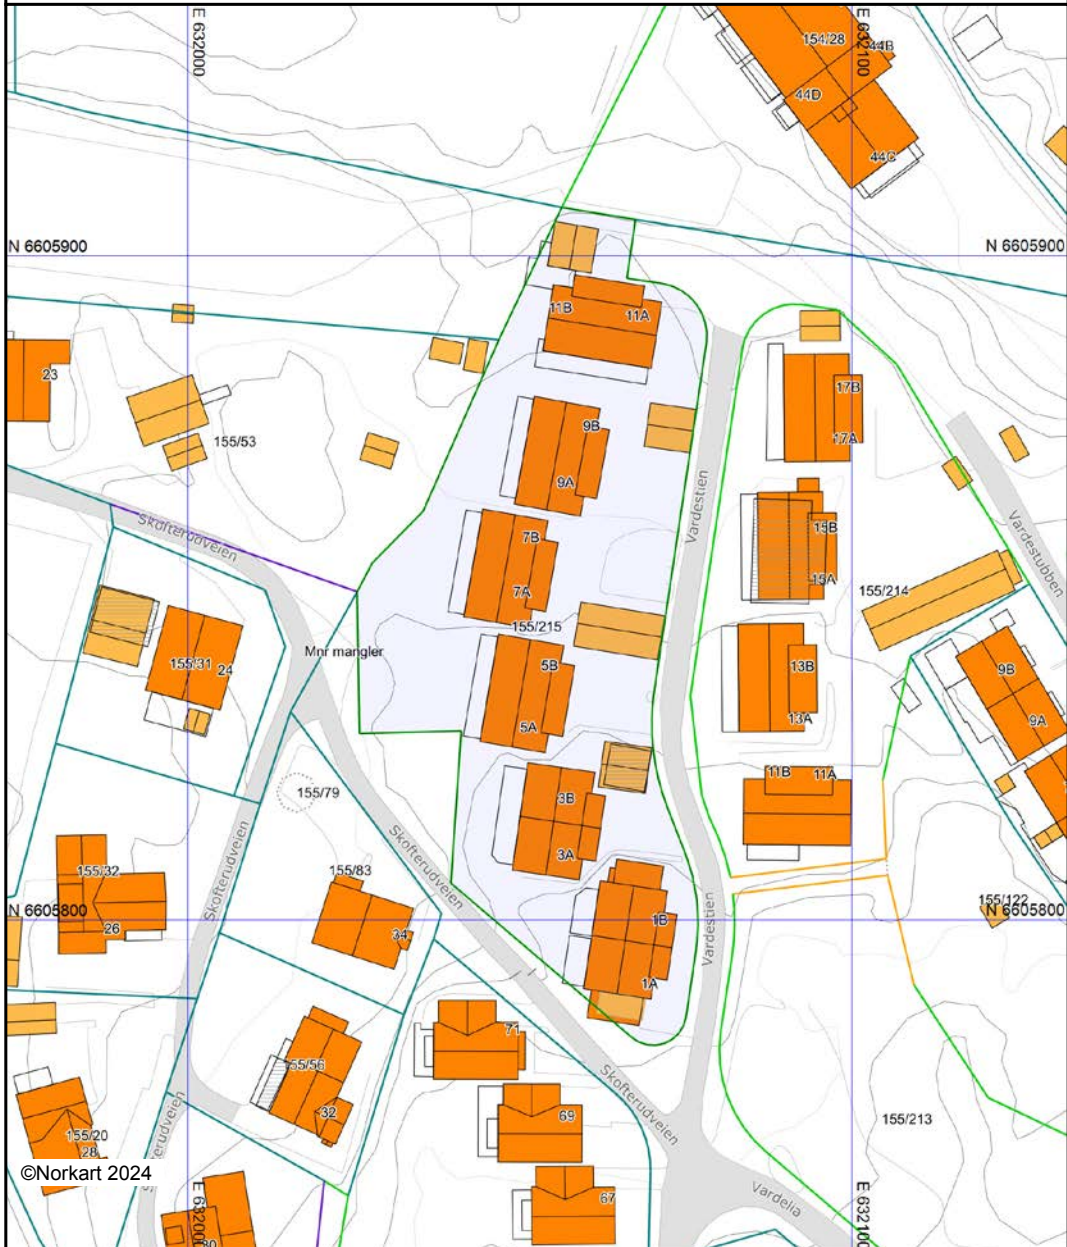 E 632000
E 632100
154/28
44B
44D
44C
N 6605900
N 6605900
11B
11A
23
17B
17A
9B
9A
155/53
Skofterudveien
Vardestien
7B
7A
15B
15A
Vardestubben
155/214
155/215
Mnr mangler
155/31
24
5B
5A
13B
13A
9B
9A
11B
11A
155/79
3B
3A
Skofterudveien
Skofterudveien
155/83
155/32
26
34
N 6605800
155/122
N 6605800
1B
1A
Vardestien
71
55/56
32
69
Skofterudveien
155/213
155/20
28
erudveien
©Norkart 2024
67
Vardelia
E 632000
E 632100